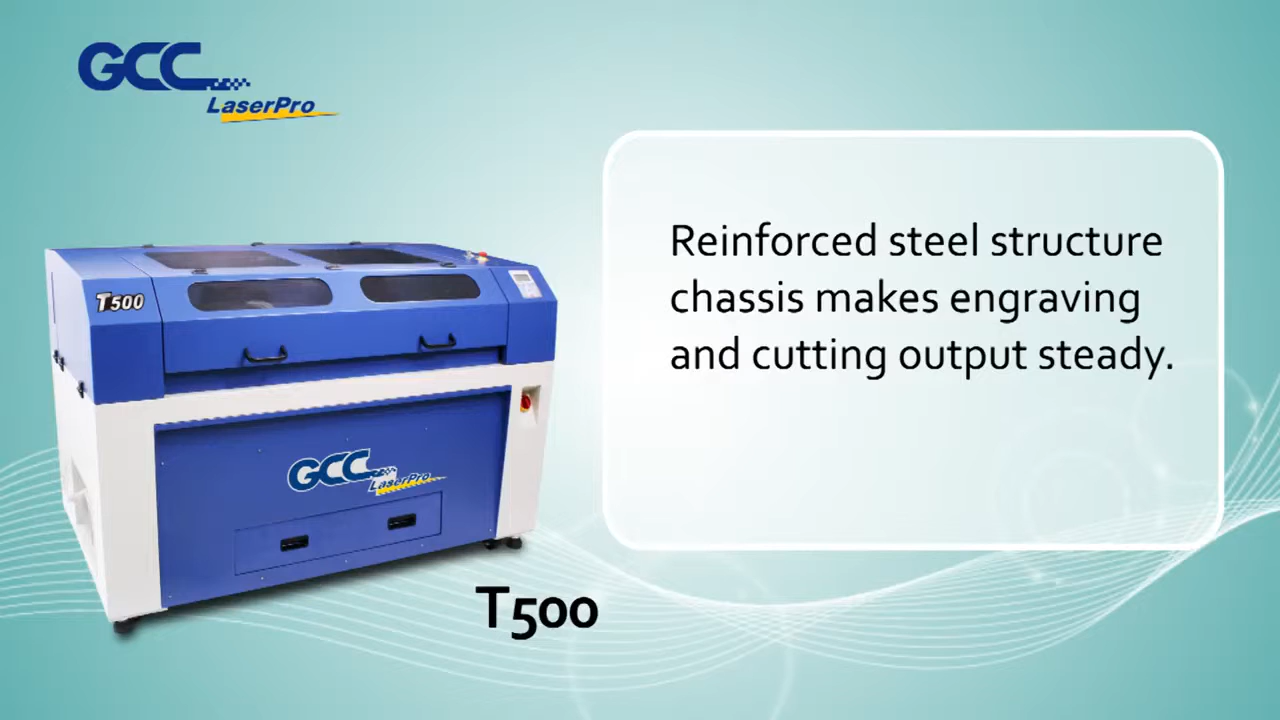 GCC
LaserPro
Reinforced steel structure
chassis makes engraving
and cutting output steady.
T500
GCC
LaserPro
T500